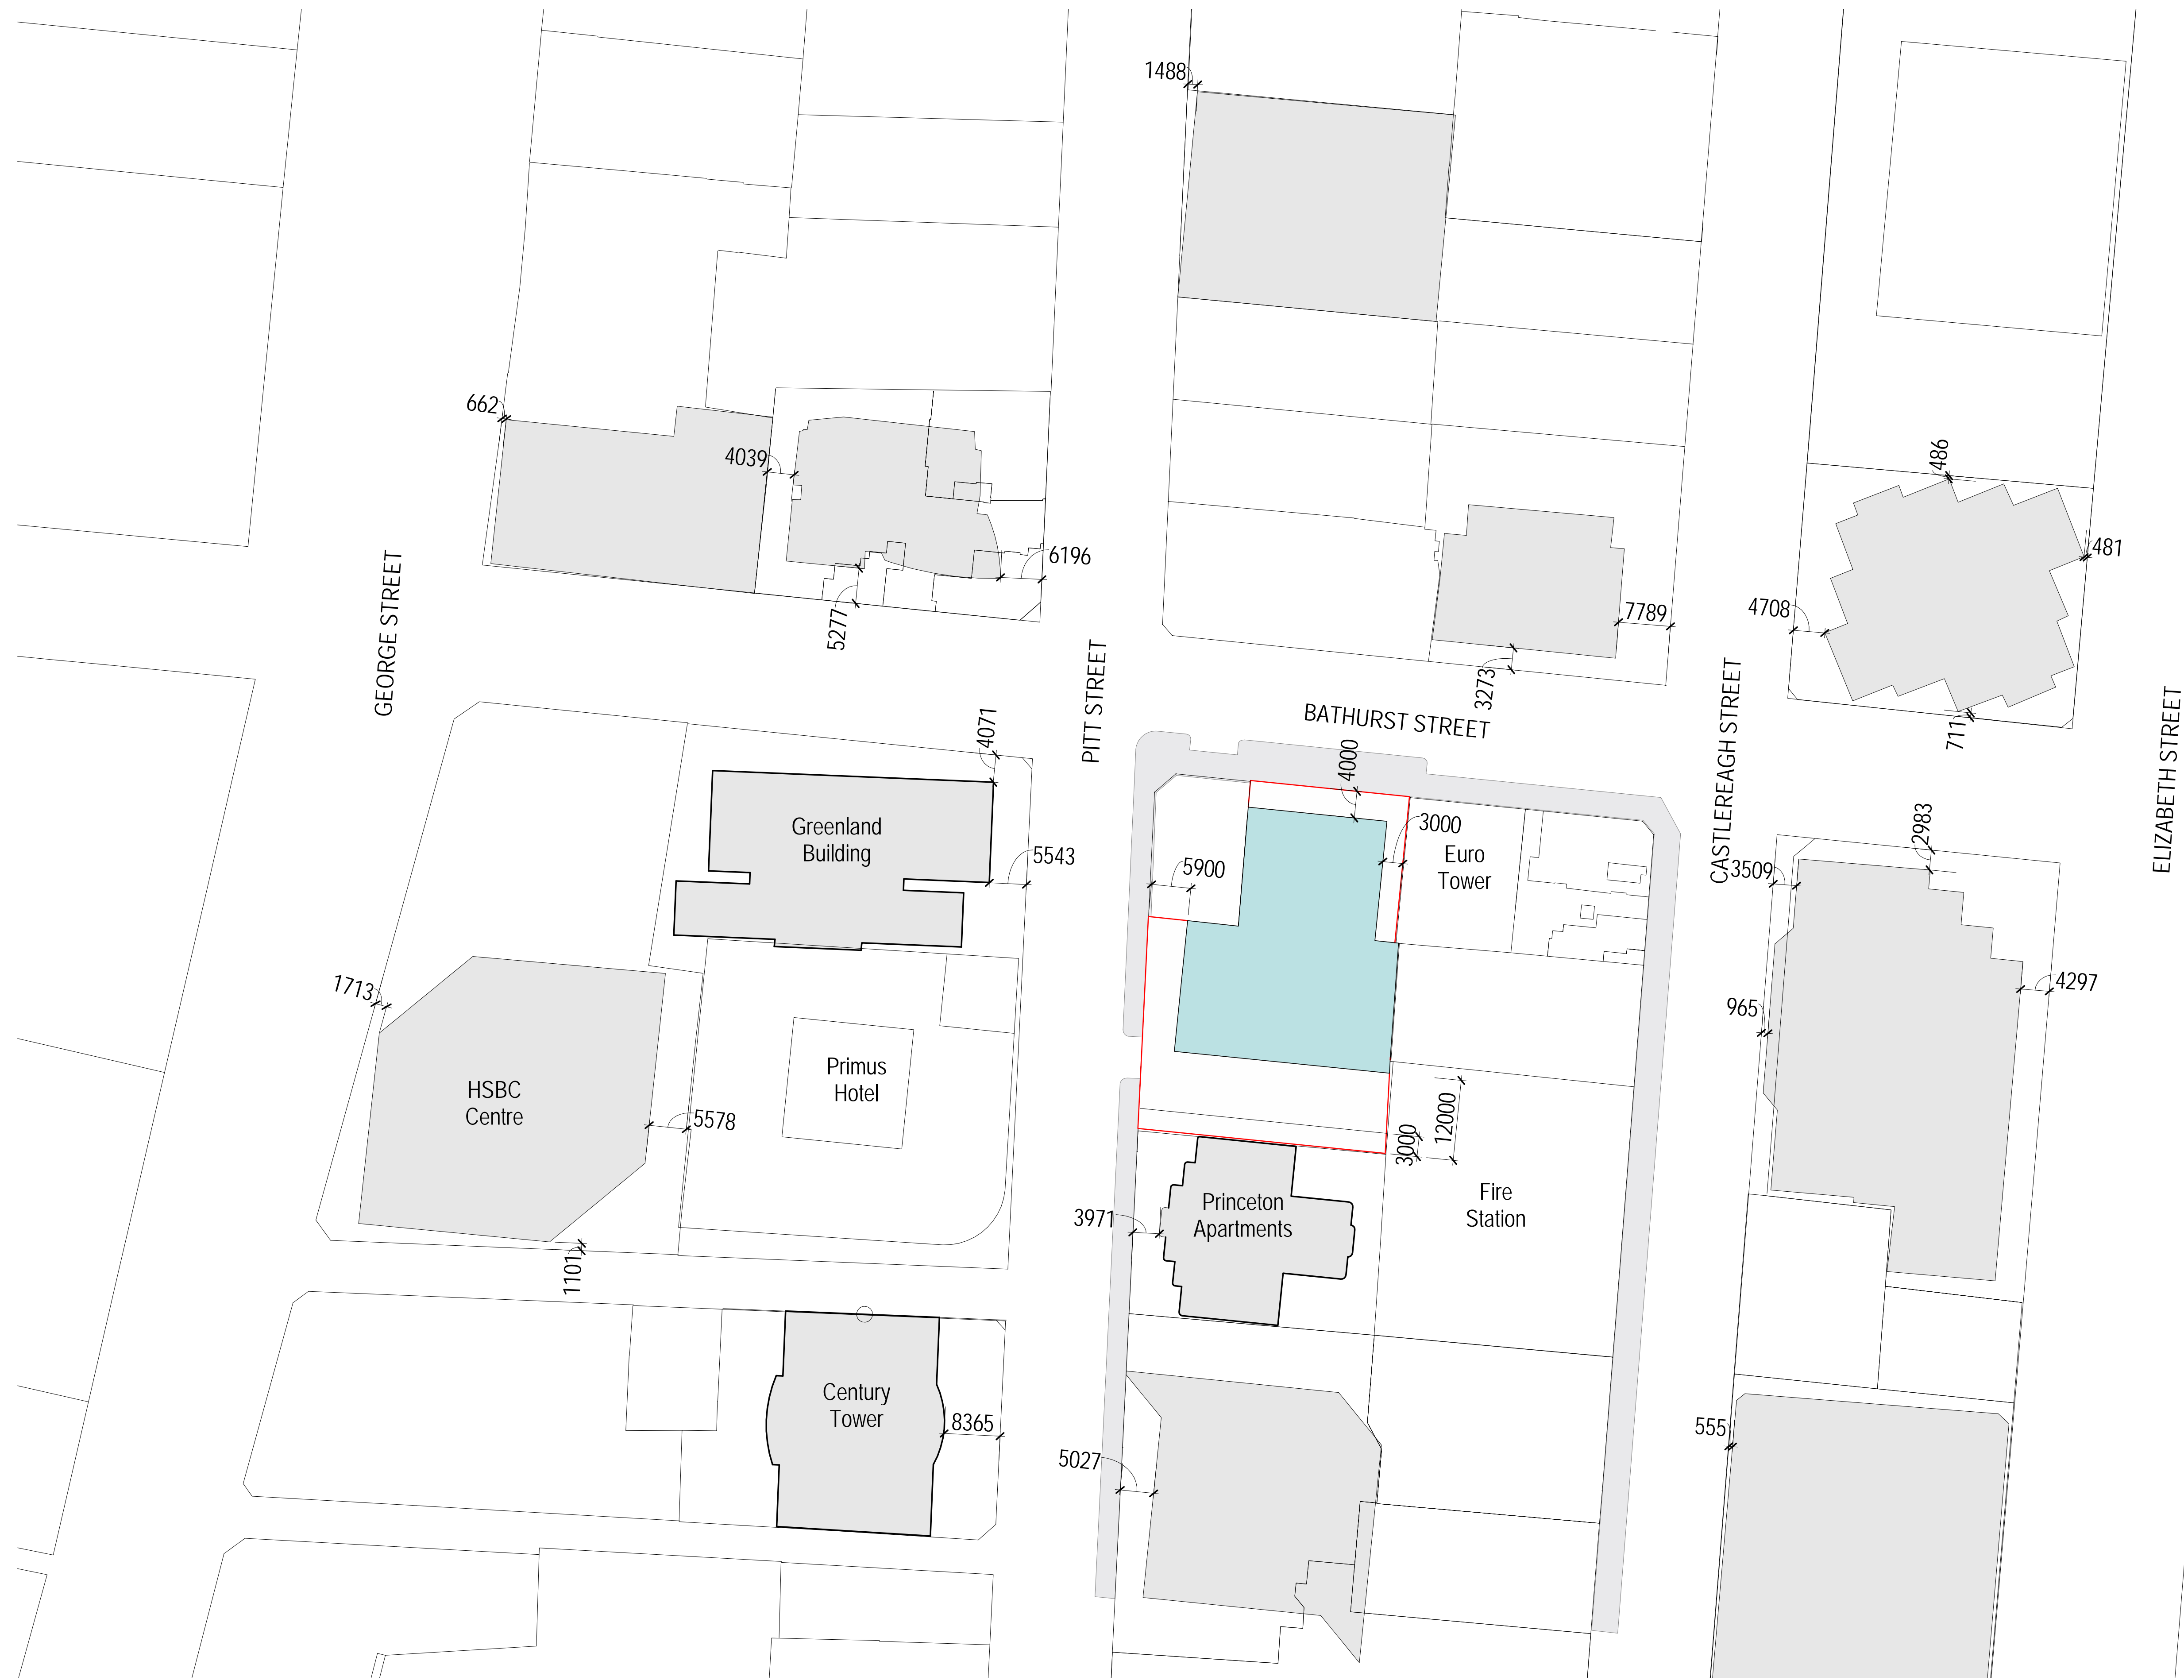 1488
662
4039
6196
5277
486
481
4708
7789
3273
711
GEORGE STREET
PITT STREET
BATHURST STREET
CASTLEREAGH STREET
ELIZABETH STREET
4071
Greenland
Building
5543
4000
3000
5900
Euro
Tower
2983
3509
4297
965
1713
HSBC
Centre
5578
Primus
Hotel
1101
12000
3000
Princeton
Apartments
3971
Fire
Station
Century
Tower
8365
5027
555